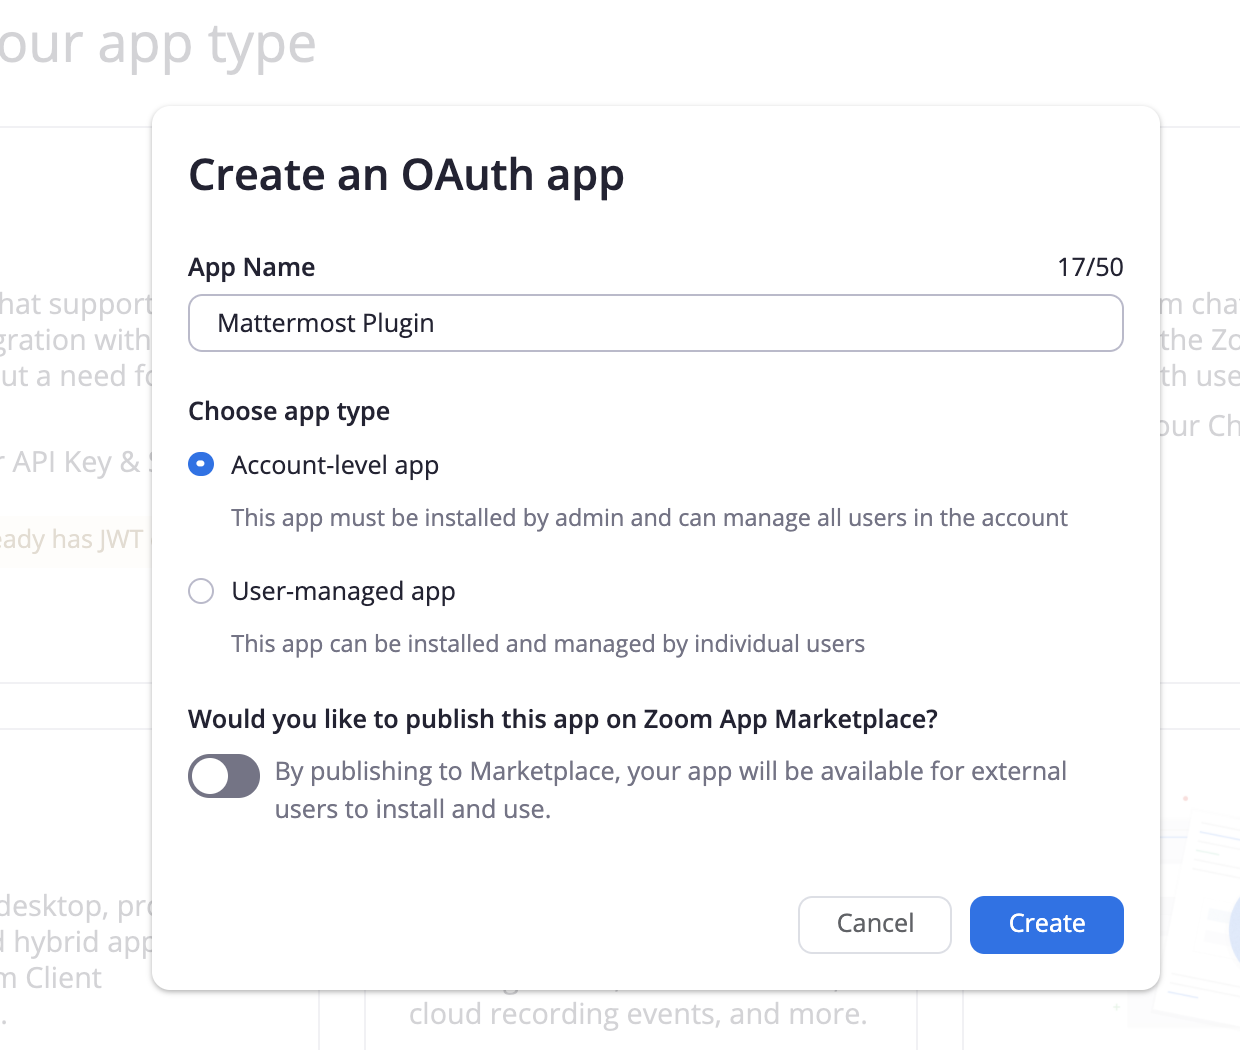 our app type
Create an OAuth app
App Name
17/50
Mattermost Plugin
Choose app type
Account-level app
This app must be installed by admin and can manage all users in the account
User-managed app
This app can be installed and managed by individual users
Would you like to publish this app on Zoom App Marketplace?
By publishing to Marketplace, your app will be available for external
users to install and use.
Cancel
Create
hat support
gration with
ut a need fo
r API Key &
eady has JWT
m cha
the Zo
th use
our Ch
desktop, pro
d hybrid app
m Client
.
cloud recording events, and more.